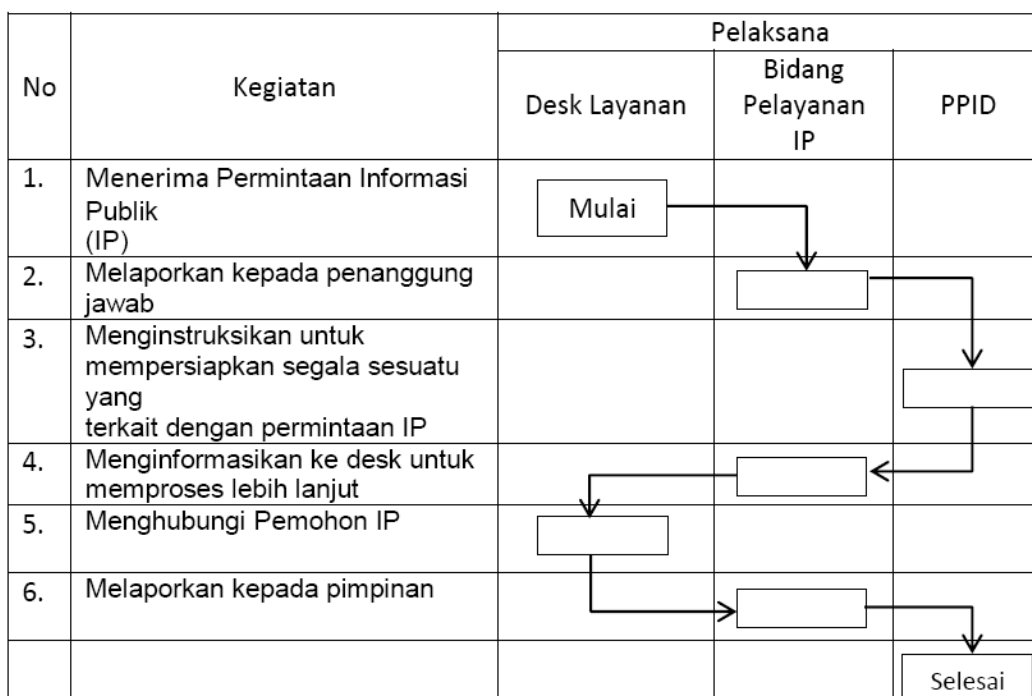 Pelaksana
No
Kegiatan
Desk Layanan
Bidang
Pelayanan
IP
PPID
1.
Menerima Permintaan Informasi
Publik
(IP)
Mulai
2.
Melaporkan kepada penanggung
jawab
3.
Menginstruksikan untuk
mempersiapkan segala sesuatu
yang
terkait dengan permintaan IP
4.
Menginformasikan ke desk untuk
memproses lebih lanjut
5.
Menghubungi Pemohon IP
6.
Melaporkan kepada pimpinan
Selesai